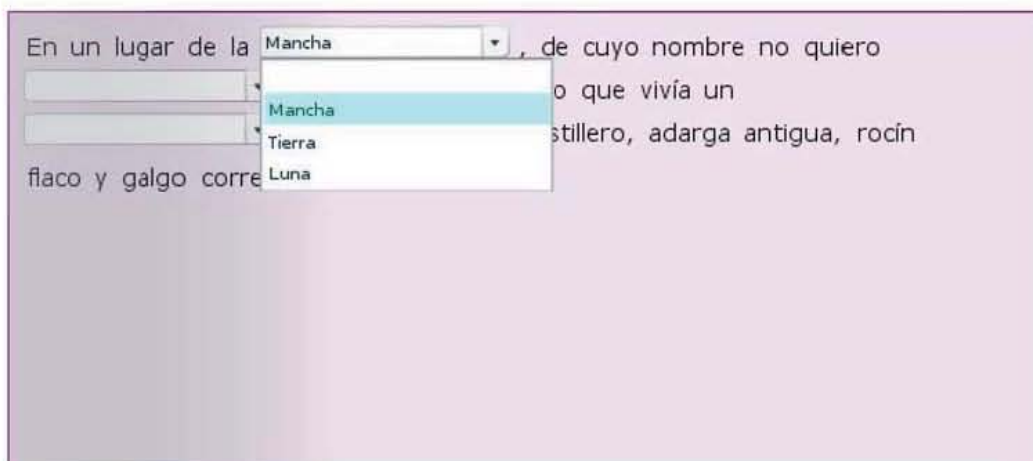 En un lugar de la Mancha , de cuyo nombre no quiero
o que vivía un
Mancha
Tierra
stillero, adarga antigua, rocín
Luna
flaco y galgo corre